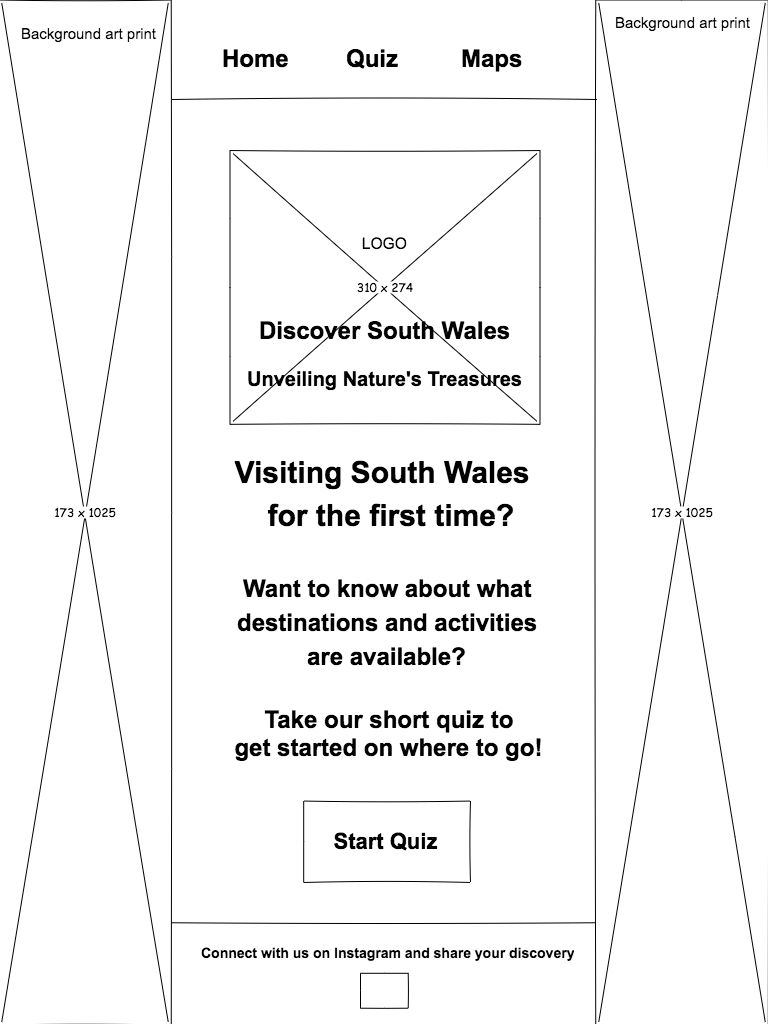 Background art print
Background art print
Home Quiz Maps
LOGO
310 x 274
Discover South Wales
Unveiling Nature's Treasures
Visiting South Wales
for the first time?
173 x 1025
173 x 1025
Want to know about what
destinations and activities
are available?
Take our short quiz to
get started on where to go!
Start Quiz
Connect with us on Instagram and share your discovery